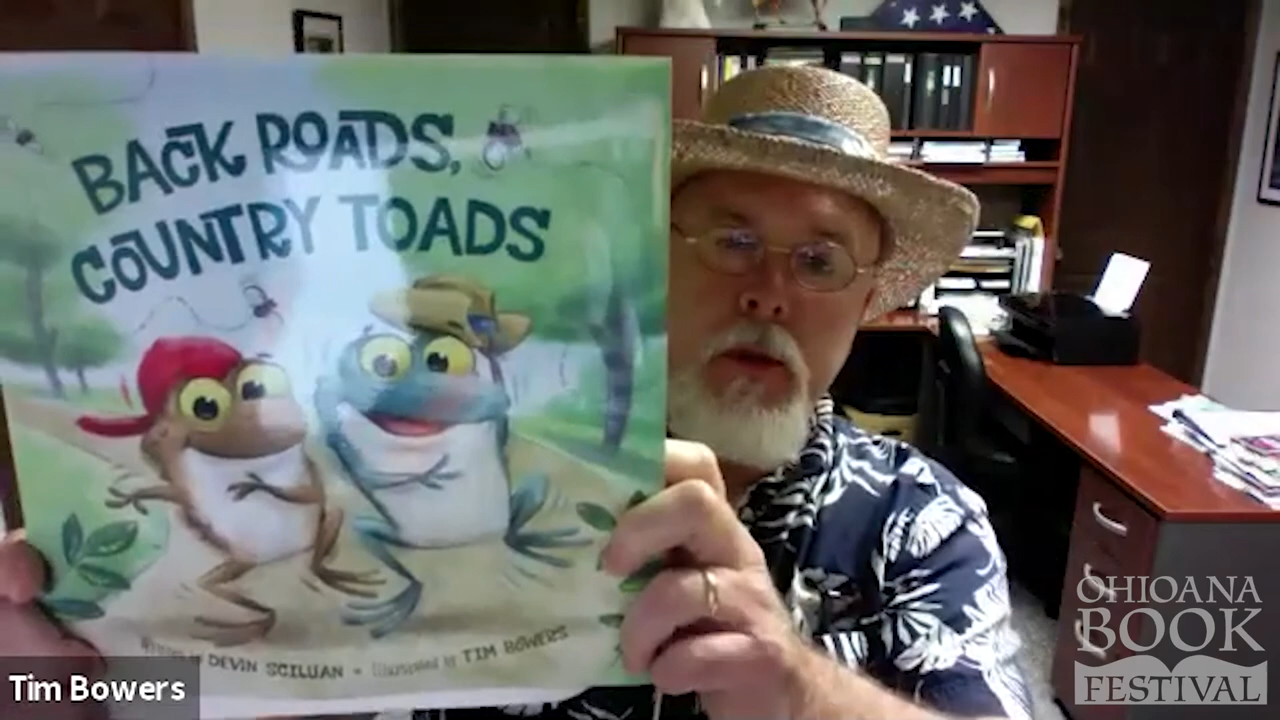 BACK ROADS,
COUNTRY TOADS
DEVIN SCILLIAN • illustrated by TIM BOWERS
Tim Bowers
OHIOANA
BOOK
FESTIVAL